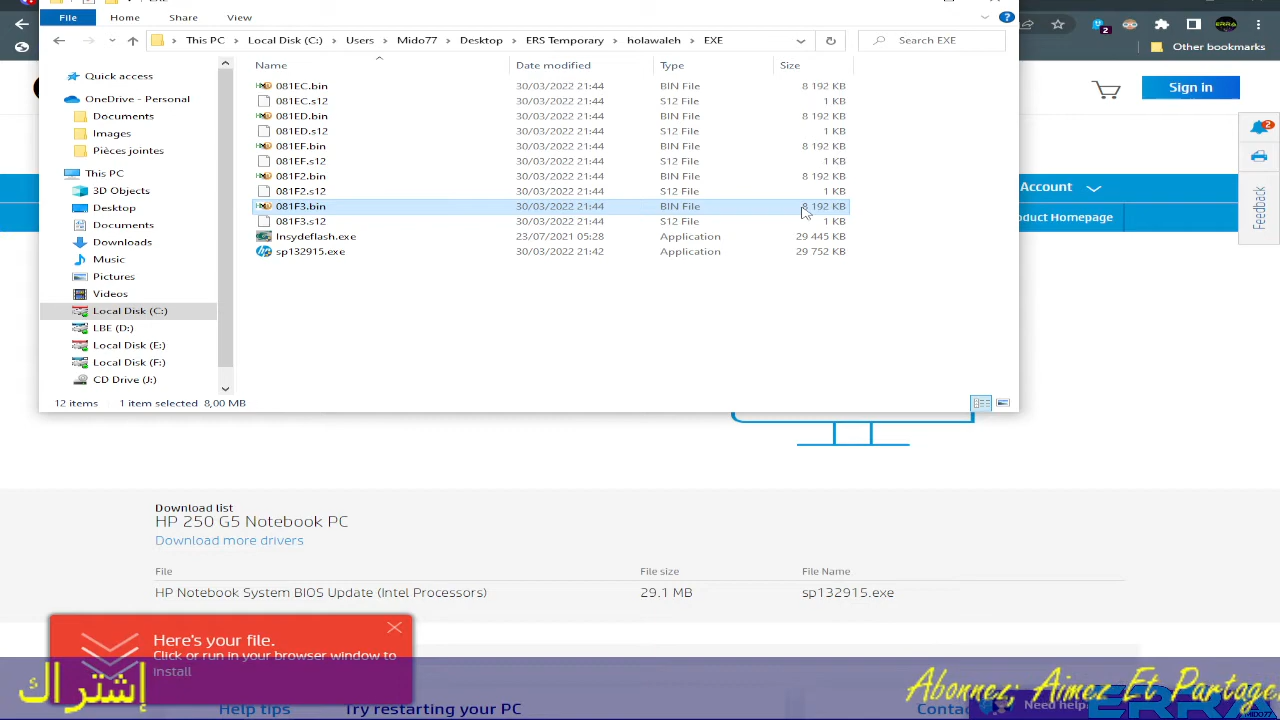 File
Home
Share
View
This PC
Local Disk (C:)
Users
Mido77
Desktop
ERS Temporary
holawaleh
EXE
Search EXE
2
Other bookmarks
Sign in
2
Account
oduct Homepage
Feedback
Quick access
OneDrive - Personal
Documents
Images
Pièces jointes
This PC
3D Objects
Desktop
Documents
Downloads
Music
Pictures
Videos
Local Disk (C:)
LBE (D:)
Local Disk (E:)
Local Disk (F:)
CD Drive (J:)
Name Date modified Type Size
081EC.bin 30/03/2022 21:44 BIN File 8 192 KB
081EC.s12 30/03/2022 21:44 S12 File 1 KB
081ED.bin 30/03/2022 21:44 BIN File 8 192 KB
081ED.s12 30/03/2022 21:44 S12 File 1 KB
081EF.bin 30/03/2022 21:44 BIN File 8 192 KB
081EF.s12 30/03/2022 21:44 S12 File 1 KB
081F2.bin 30/03/2022 21:44 BIN File 8 192 KB
081F2.s12 30/03/2022 21:44 S12 File 1 KB
081F3.bin 30/03/2022 21:44 BIN File 8 192 KB
081F3.s12 30/03/2022 21:44 S12 File 1 KB
Insydeflash.exe 23/07/2021 05:28 Application 29 445 KB
sp132915.exe 30/03/2022 21:42 Application 29 752 KB
12 items 1 item selected 8,00 MB
Download list
HP 250 G5 Notebook PC
Download more drivers
File File size File Name
HP Notebook System BIOS Update (Intel Processors) 29.1 MB sp132915.exe
Here's your file.
Click or run in your browser window to
install
إشتراك
Abonnez, Aimez Et Partage
Help tips
Try restarting your PC
Contac
Need help
ERRA
MIDO77